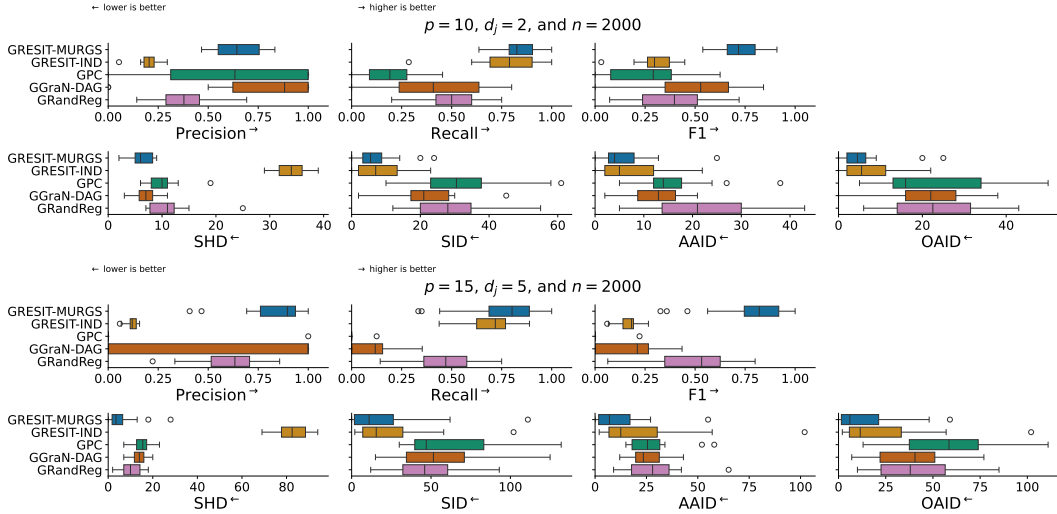 ← lower is better → higher is better
p = 10, d_j = 2, and n = 2000
GRESIT-MURGS
GRESIT-IND
GPC
GGraN-DAG
GRandReg
0.00 0.25 0.50 0.75 1.00 0.00 0.25 0.50 0.75 1.00 0.00 0.25 0.50 0.75 1.00
Precision→ Recall→ F1→
GRESIT-MURGS
GRESIT-IND
GPC
GGraN-DAG
GRandReg
0 10 20 30 40 0 20 40 60 0 10 20 30 40 0 20 40
SHD← SID← AAID← OAID←
← lower is better → higher is better
p = 15, d_j = 5, and n = 2000
GRESIT-MURGS
GRESIT-IND
GPC
GGraN-DAG
GRandReg
0.00 0.25 0.50 0.75 1.00 0.00 0.25 0.50 0.75 1.00 0.00 0.25 0.50 0.75 1.00
Precision→ Recall→ F1→
GRESIT-MURGS
GRESIT-IND
GPC
GGraN-DAG
GRandReg
0 20 40 60 80 0 50 100 0 25 50 75 100 0 25 50 75 100
SHD← SID← AAID← OAID←